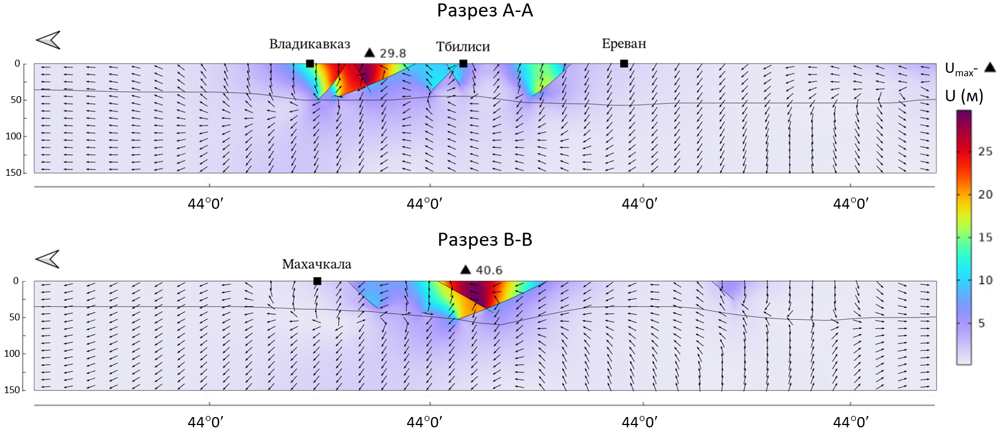 Разрез А-А
Владикавказ
▲ 29.8
Тбилиси
Ереван
0
50
100
150
44°0′
44°0′
44°0′
44°0′
Umax- ▲
U (м)
25
20
15
10
5
Разрез В-В
Махачкала
▲ 40.6
0
50
100
150
44°0′
44°0′
44°0′
44°0′